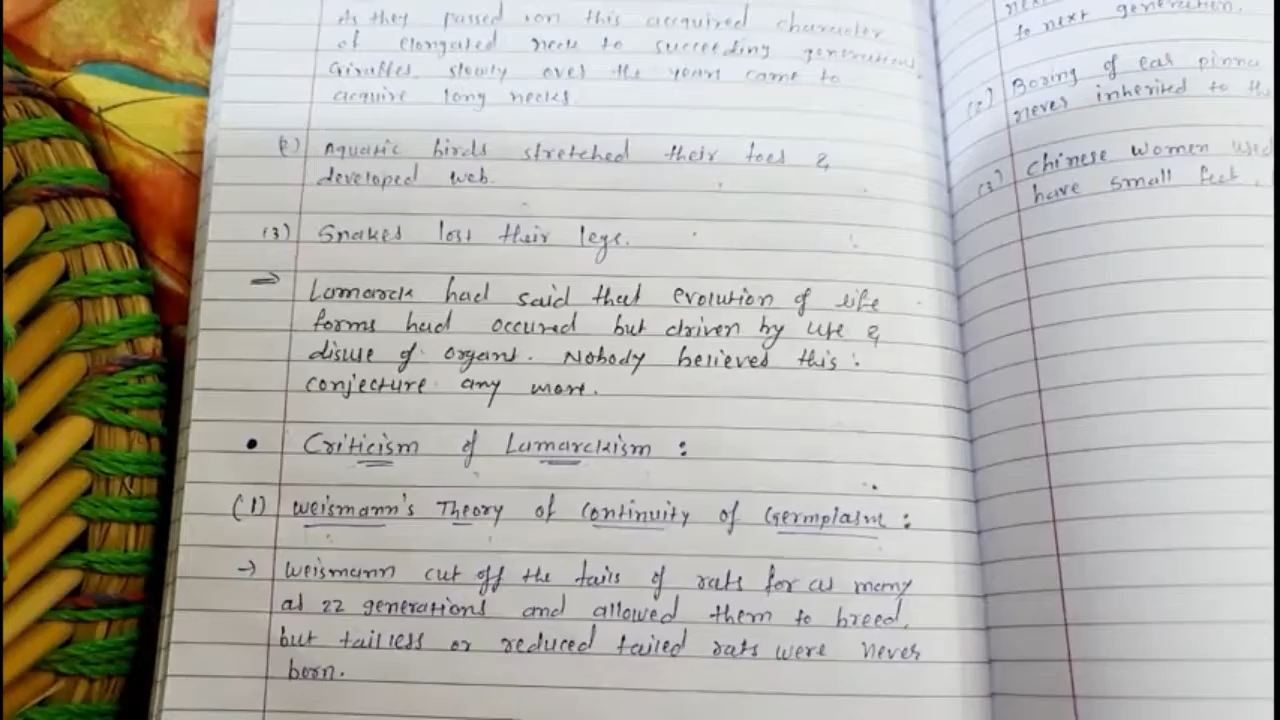 As they passed on this acquired character
of elongated neck to succeeding generations
Giraffes, slowly over the years came to
acquire long necks.
(2) Aquatic birds stretched their toes &
developed web.
(3) Snakes lost their legs.
⇒ Lamarck had said that evolution of life
forms had occured but driven by use &
disuse of organs. Nobody believes this
conjecture any more.
• Criticism of Lamarckism :
(1) Weismann's Theory of Continuity of Germplasm :
→ Weismann cut off the tails of rats for as many
as 22 generations and allowed them to breed,
but tailless or reduced tailed rats were never
born.
to next generation.
(2) Boring of ear pinna
never inherited to the
(3) Chinese women used
have small feet.